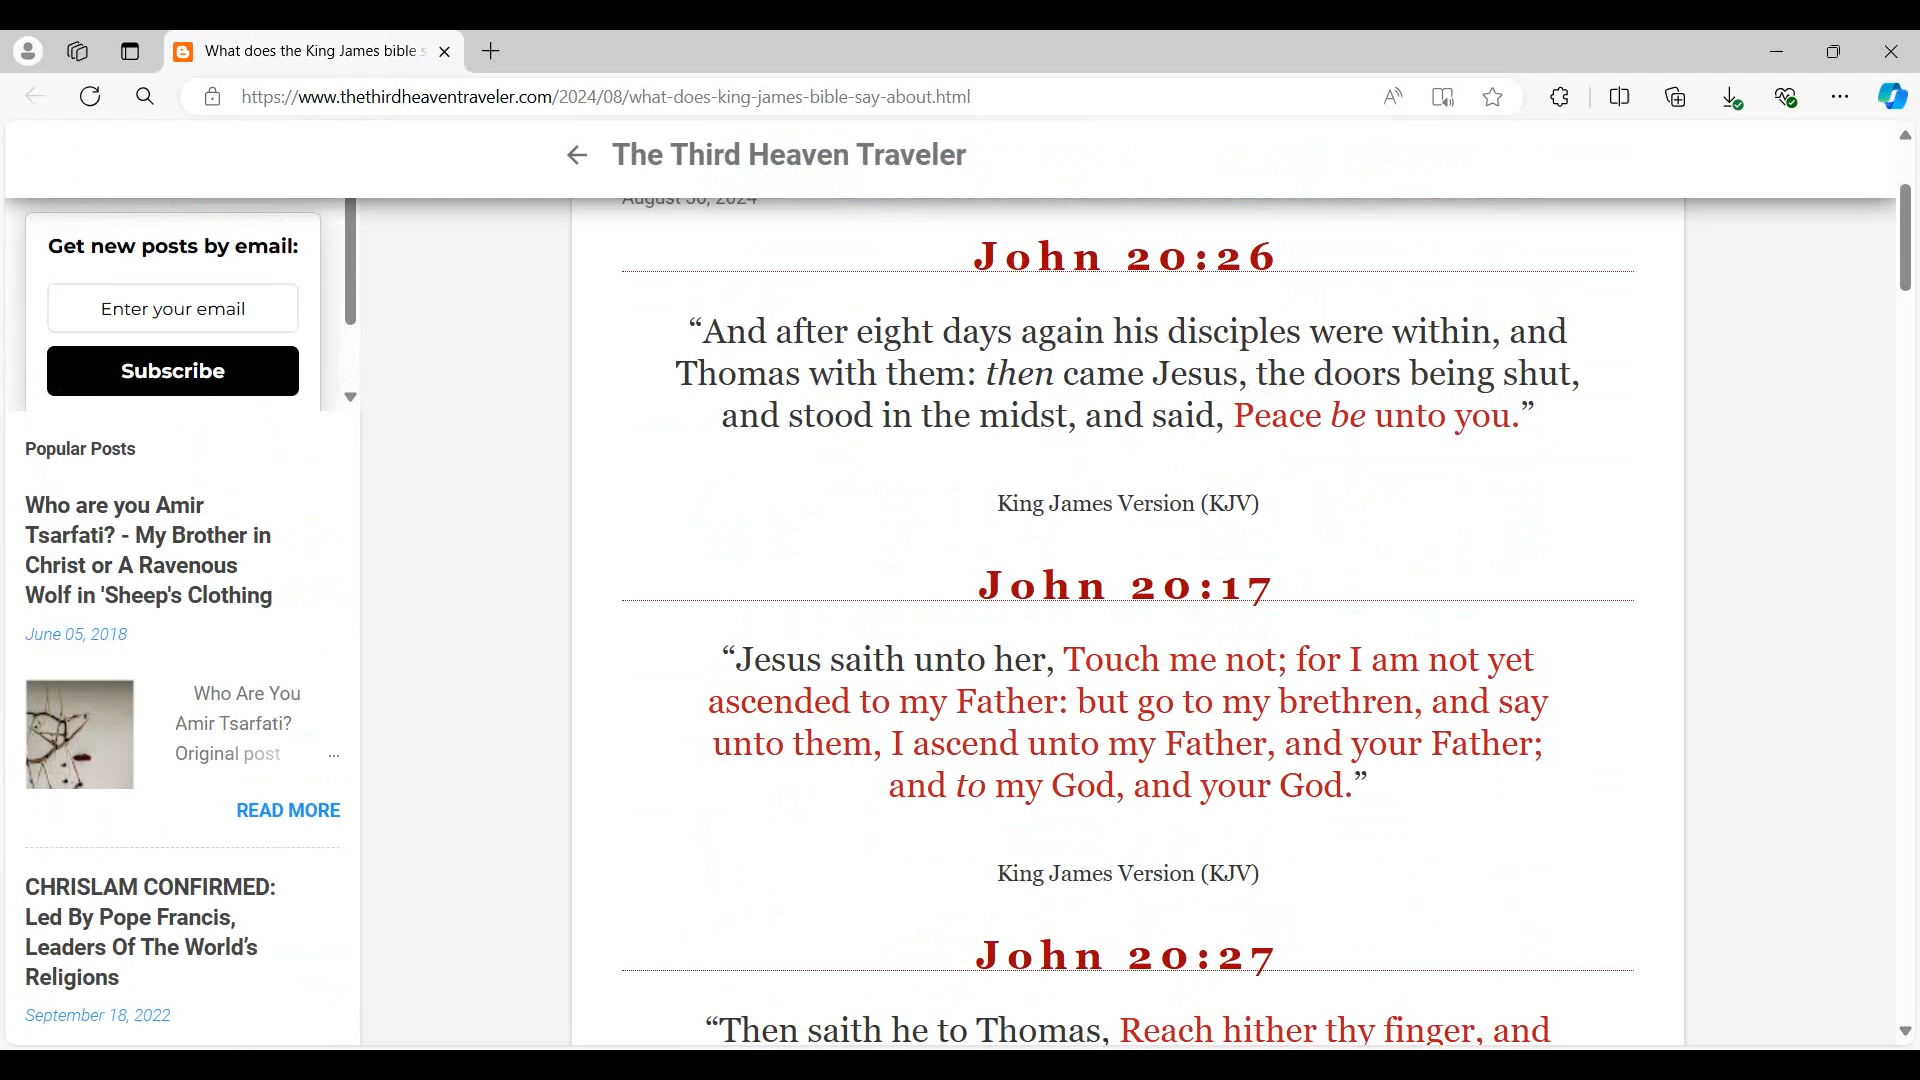 What does the King James bible s
https://www.thethirdheaventraveler.com/2024/08/what-does-king-james-bible-say-about.html
The Third Heaven Traveler
August 30, 2024
Get new posts by email:
Enter your email
Subscribe
Popular Posts
Who are you Amir
Tsarfati? - My Brother in
Christ or A Ravenous
Wolf in 'Sheep's Clothing
June 05, 2018
Who Are You
Amir Tsarfati?
Original post ...
READ MORE
CHRISLAM CONFIRMED:
Led By Pope Francis,
Leaders Of The World’s
Religions
September 18, 2022
John 20:26
“And after eight days again his disciples were within, and
Thomas with them: then came Jesus, the doors being shut,
and stood in the midst, and said, Peace be unto you.”
King James Version (KJV)
John 20:17
“Jesus saith unto her, Touch me not; for I am not yet
ascended to my Father: but go to my brethren, and say
unto them, I ascend unto my Father, and your Father;
and to my God, and your God.”
King James Version (KJV)
John 20:27
“Then saith he to Thomas, Reach hither thy finger, and